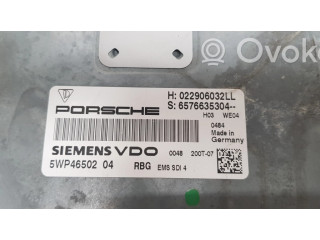 Ovoko
PORSCHE
H: 022906032LL
S: 6576635304--
H03 WE04
0484
Made in
Germany
SIEMENS VDO
0048 200T-07
5WP46502 04
RBG EMS SDI 4